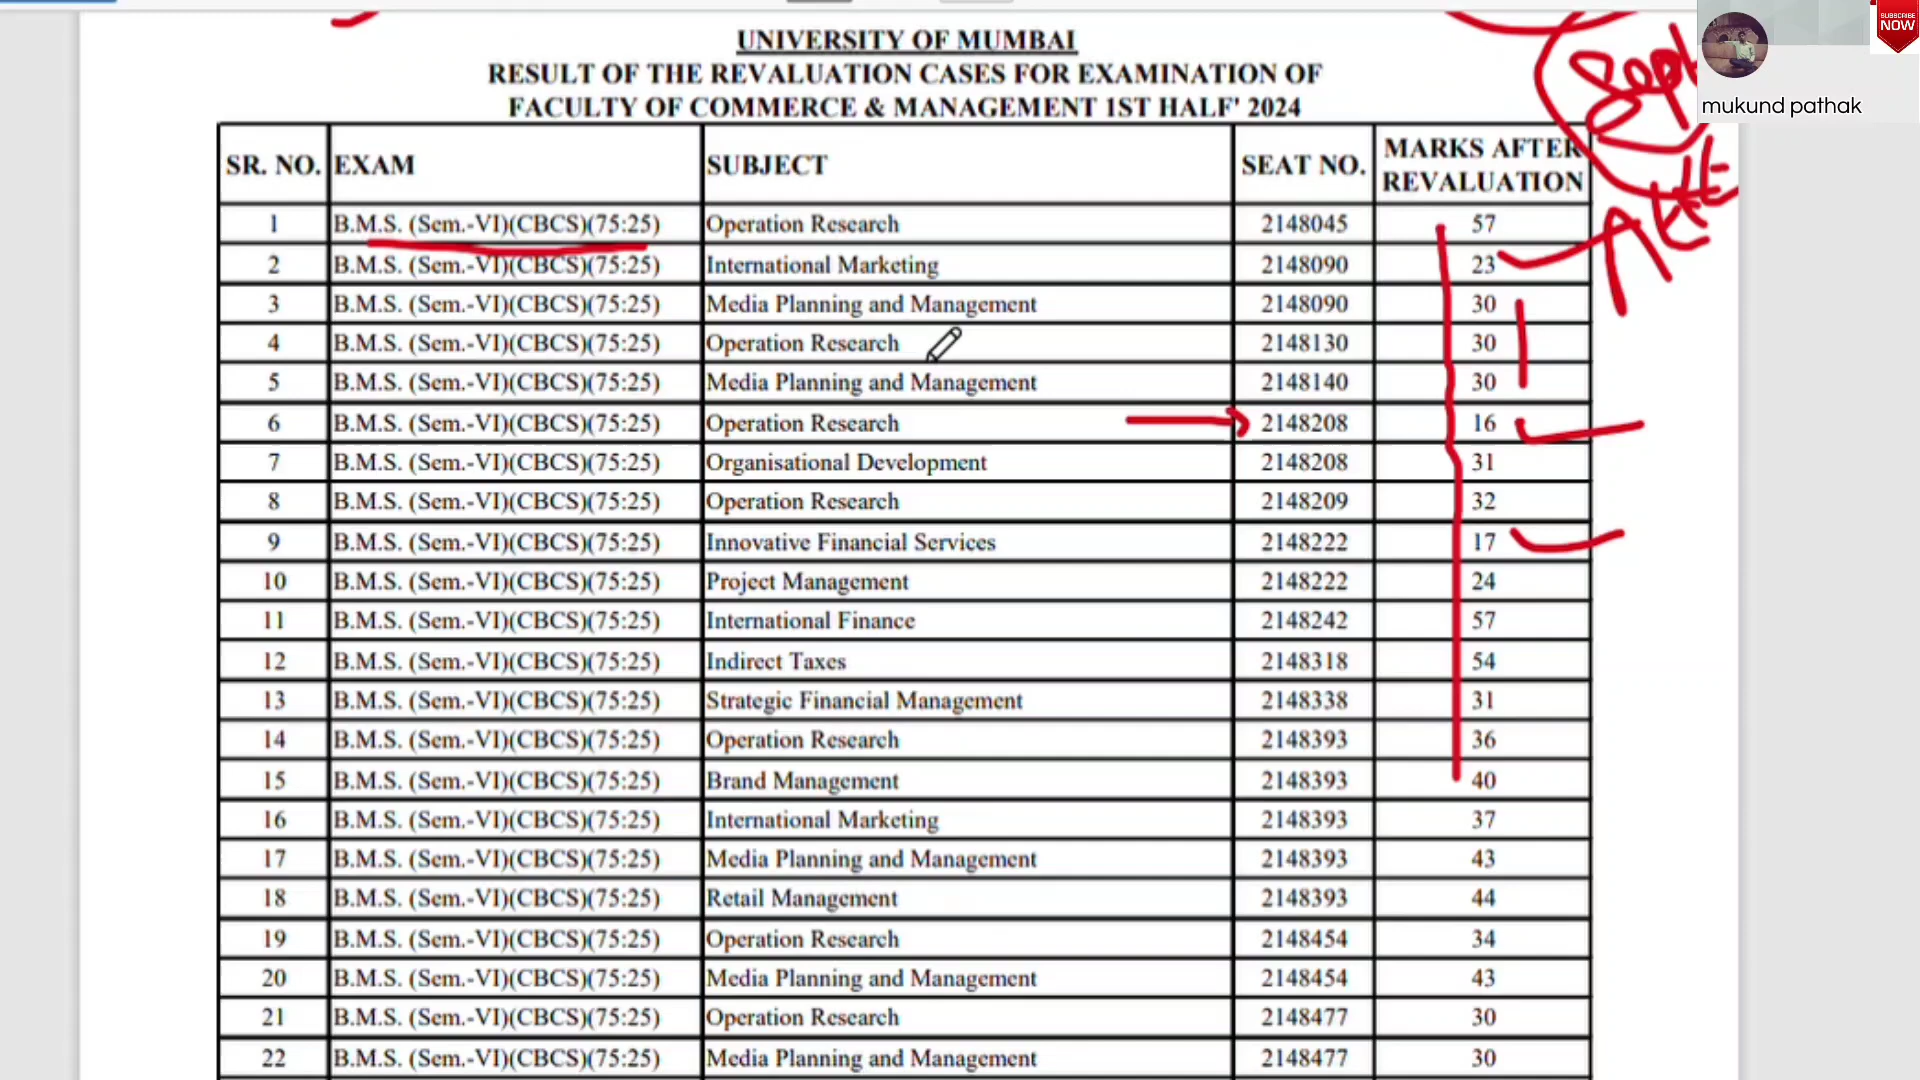 UNIVERSITY OF MUMBAI
RESULT OF THE REVALUATION CASES FOR EXAMINATION OF
FACULTY OF COMMERCE & MANAGEMENT 1ST HALF' 2024
SUBSCRIBE
NOW
mukund pathak
Sept
SR. NO. EXAM SUBJECT SEAT NO. MARKS AFTER REVALUATION
1 B.M.S. (Sem.-VI)(CBCS)(75:25) Operation Research 2148045 57
2 B.M.S. (Sem.-VI)(CBCS)(75:25) International Marketing 2148090 23
3 B.M.S. (Sem.-VI)(CBCS)(75:25) Media Planning and Management 2148090 30
4 B.M.S. (Sem.-VI)(CBCS)(75:25) Operation Research 2148130 30
5 B.M.S. (Sem.-VI)(CBCS)(75:25) Media Planning and Management 2148140 30
6 B.M.S. (Sem.-VI)(CBCS)(75:25) Operation Research 2148208 16
7 B.M.S. (Sem.-VI)(CBCS)(75:25) Organisational Development 2148208 31
8 B.M.S. (Sem.-VI)(CBCS)(75:25) Operation Research 2148209 32
9 B.M.S. (Sem.-VI)(CBCS)(75:25) Innovative Financial Services 2148222 17
10 B.M.S. (Sem.-VI)(CBCS)(75:25) Project Management 2148222 24
11 B.M.S. (Sem.-VI)(CBCS)(75:25) International Finance 2148242 57
12 B.M.S. (Sem.-VI)(CBCS)(75:25) Indirect Taxes 2148318 54
13 B.M.S. (Sem.-VI)(CBCS)(75:25) Strategic Financial Management 2148338 31
14 B.M.S. (Sem.-VI)(CBCS)(75:25) Operation Research 2148393 36
15 B.M.S. (Sem.-VI)(CBCS)(75:25) Brand Management 2148393 40
16 B.M.S. (Sem.-VI)(CBCS)(75:25) International Marketing 2148393 37
17 B.M.S. (Sem.-VI)(CBCS)(75:25) Media Planning and Management 2148393 43
18 B.M.S. (Sem.-VI)(CBCS)(75:25) Retail Management 2148393 44
19 B.M.S. (Sem.-VI)(CBCS)(75:25) Operation Research 2148454 34
20 B.M.S. (Sem.-VI)(CBCS)(75:25) Media Planning and Management 2148454 43
21 B.M.S. (Sem.-VI)(CBCS)(75:25) Operation Research 2148477 30
22 B.M.S. (Sem.-VI)(CBCS)(75:25) Media Planning and Management 2148477 30